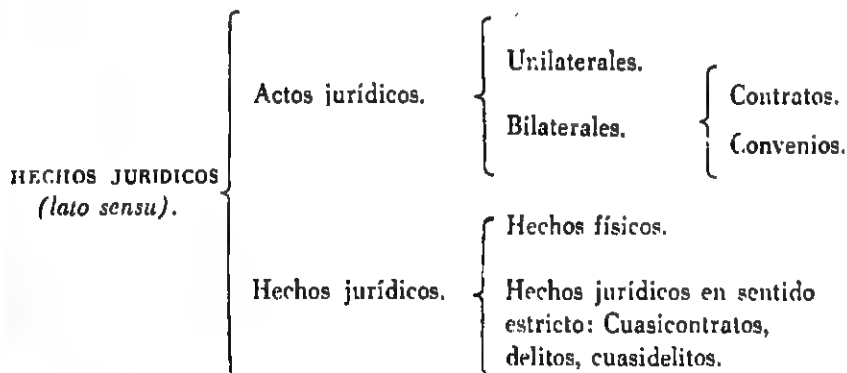 HECHOS JURIDICOS
(lato sensu).
Actos jurídicos.
Unilaterales.
Bilaterales.
Contratos.
Convenios.
Hechos jurídicos.
Hechos físicos.
Hechos jurídicos en sentido
estricto: Cuasicontratos,
delitos, cuasidelitos.